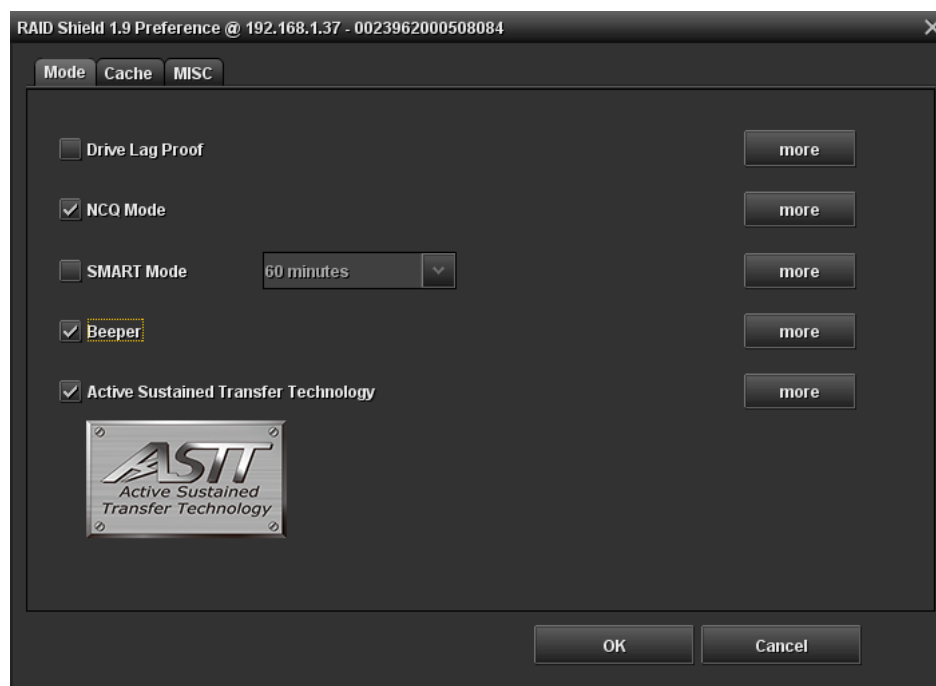 RAID Shield 1.9 Preference @ 192.168.1.37 - 0023962000508084
Mode Cache MISC
Drive Lag Proof more
NCQ Mode more
SMART Mode 60 minutes more
Beeper more
Active Sustained Transfer Technology more
ASTT
Active Sustained
Transfer Technology
OK Cancel